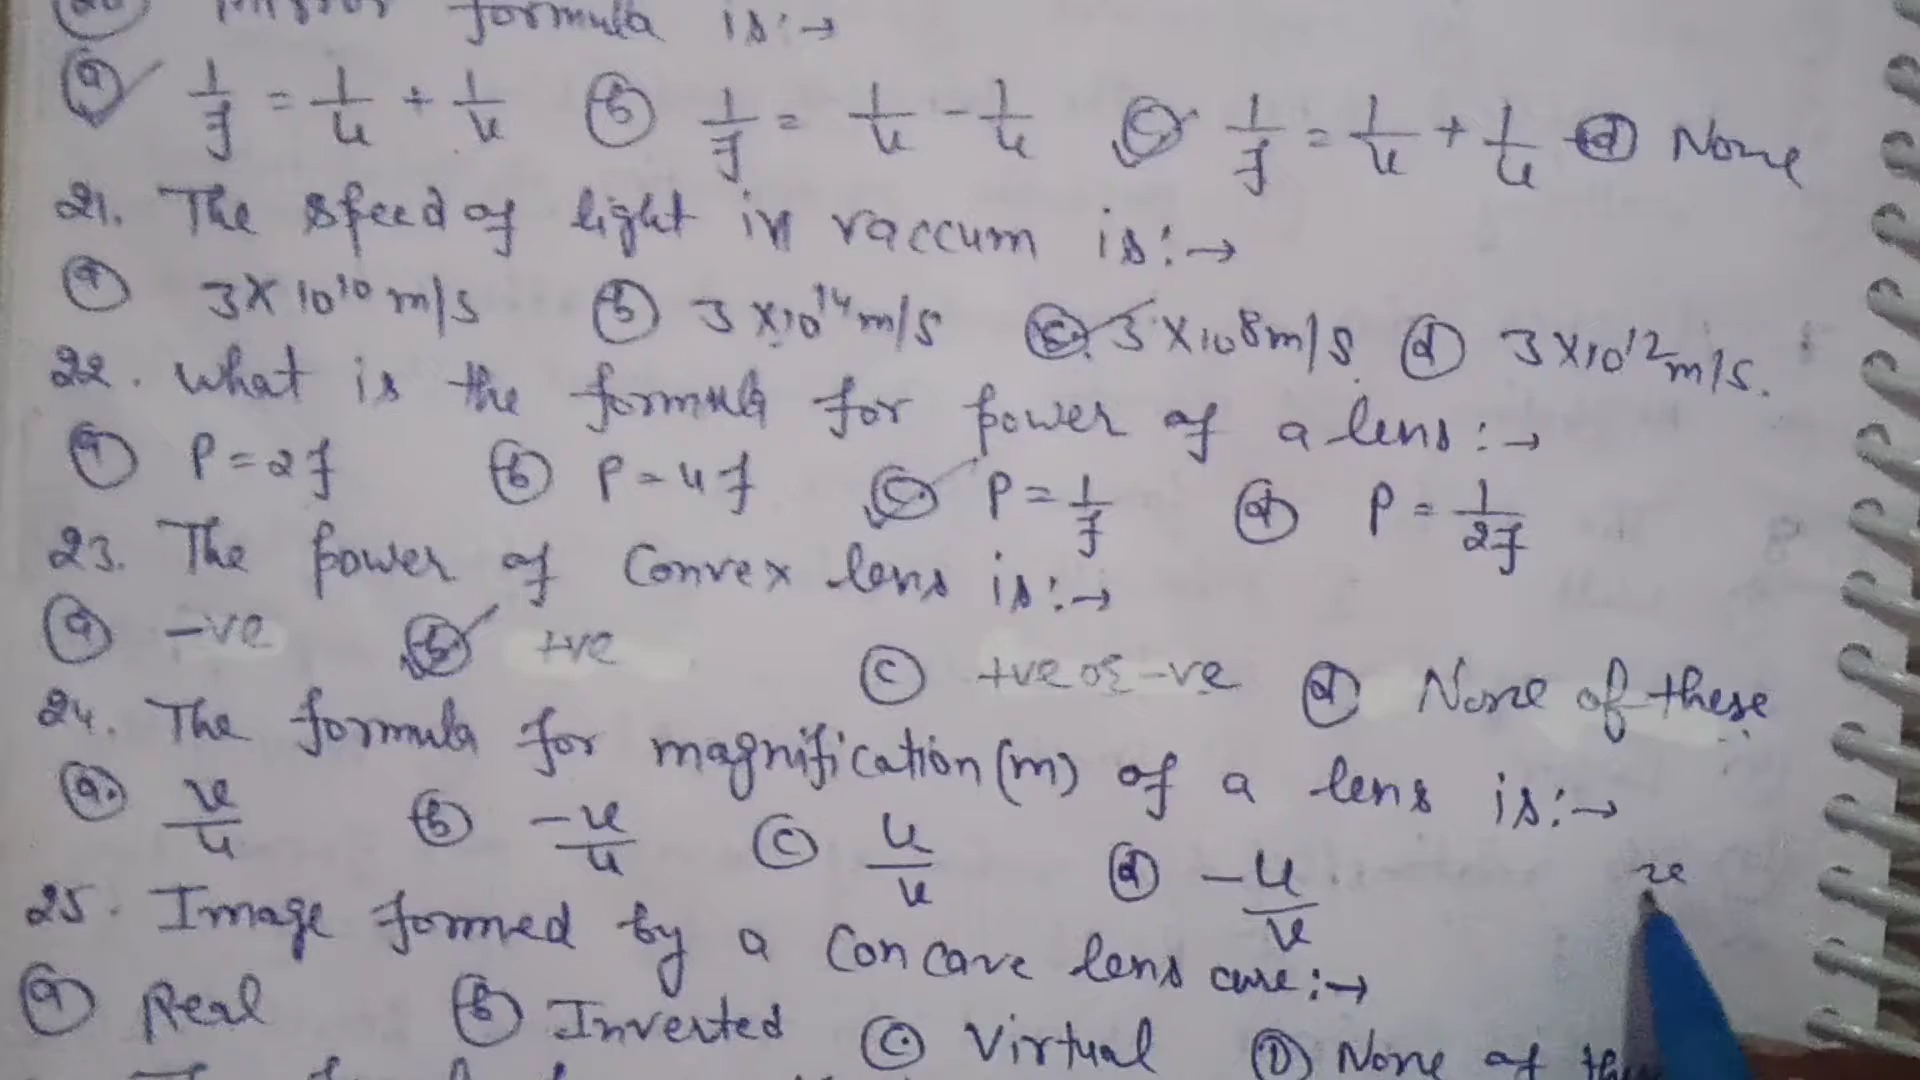 formula is:→
(a) 1/f = 1/u + 1/v (b) 1/f = 1/v - 1/u (c) 1/f = 1/v + 1/u (d) None
21. The speed of light in vaccum is:→
(a) 3×10¹⁰ m/s (b) 3×10¹⁴ m/s (c) 3×10⁸ m/s (d) 3×10¹² m/s.
22. What is the formula for power of a lens:→
(a) P=2f (b) P=4f (c) P=1/f (d) P=1/2f
23. The power of Convex lens is:→
(a) -ve (b) +ve (c) +ve or -ve (d) None of these
24. The formula for magnification (m) of a lens is:→
(a) v/u (b) -v/u (c) u/v (d) -u/v
v
25. Image formed by a Concave lens are:→
(a) Real (b) Inverted (c) Virtual (D) None of